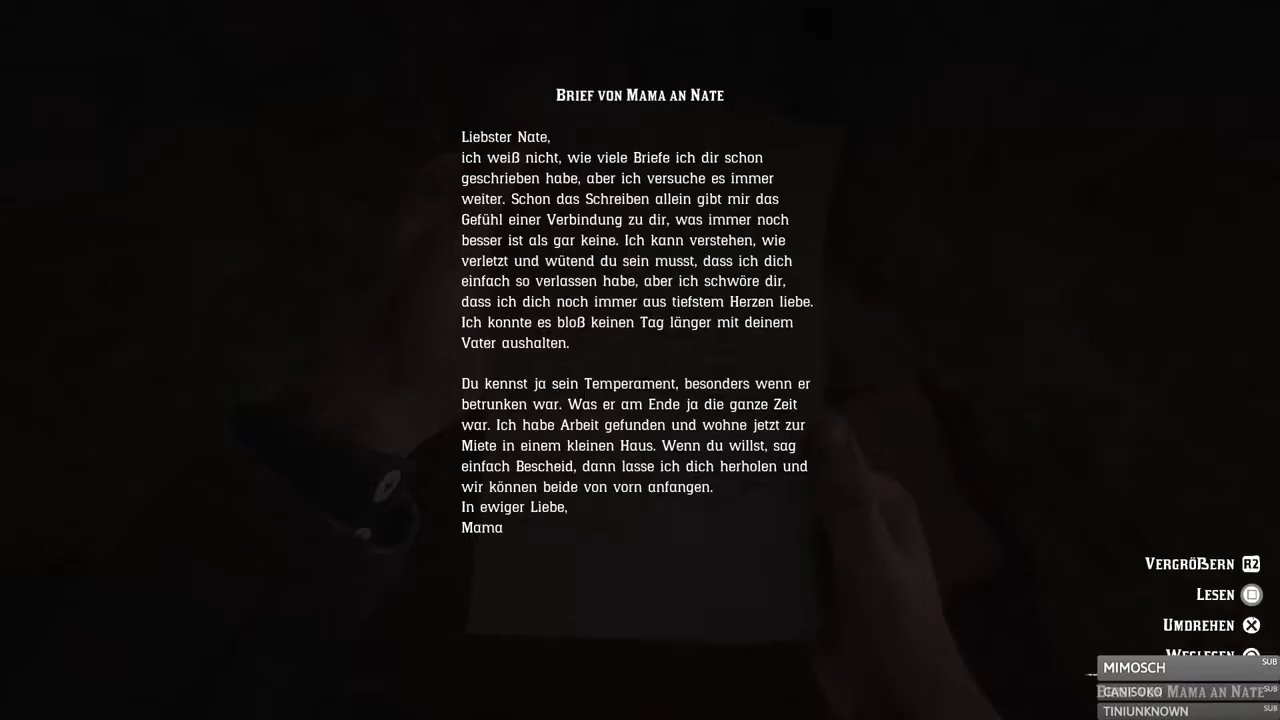 Brief von Mama an Nate
Liebster Nate,
ich weiß nicht, wie viele Briefe ich dir schon
geschrieben habe, aber ich versuche es immer
weiter. Schon das Schreiben allein gibt mir das
Gefühl einer Verbindung zu dir, was immer noch
besser ist als gar keine. Ich kann verstehen, wie
verletzt und wütend du sein musst, dass ich dich
einfach so verlassen habe, aber ich schwöre dir,
dass ich dich noch immer aus tiefstem Herzen liebe.
Ich konnte es bloß keinen Tag länger mit deinem
Vater aushalten.
Du kennst ja sein Temperament, besonders wenn er
betrunken war. Was er am Ende ja die ganze Zeit
war. Ich habe Arbeit gefunden und wohne jetzt zur
Miete in einem kleinen Haus. Wenn du willst, sag
einfach Bescheid, dann lasse ich dich herholen und
wir können beide von vorn anfangen.
In ewiger Liebe,
Mama
Vergrößern R2
Lesen
Umdrehen
Weglegen
MIMOSCH SUB
CANISOKO SUB
Brief von Mama an Nate
TINIUNKNOWN SUB